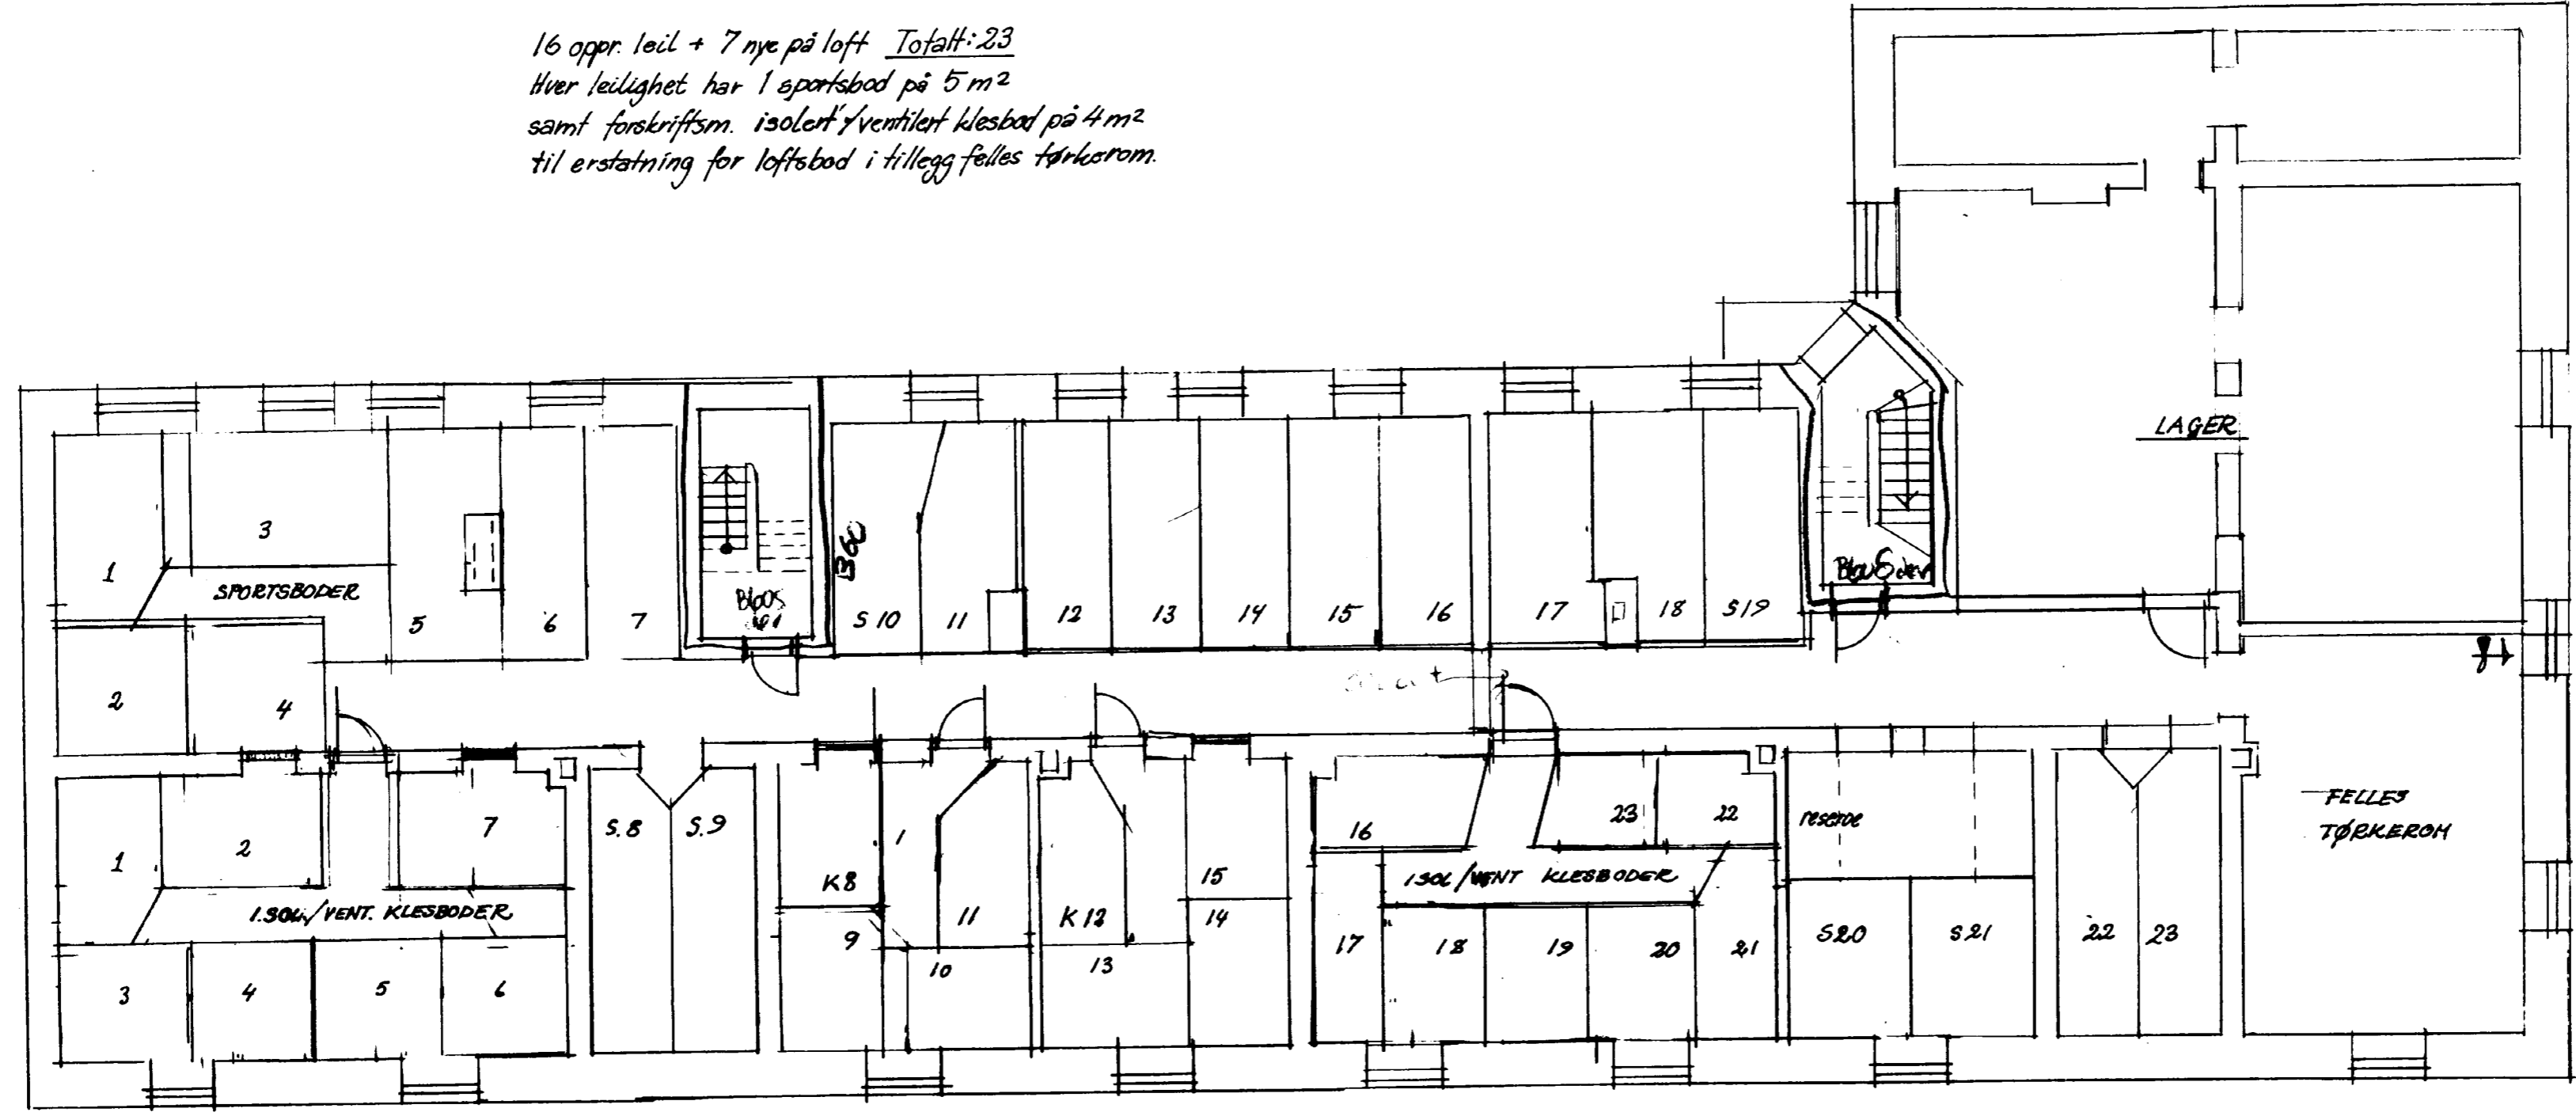 16 oppr. leil + 7 nye på loft Totalt: 23
Hver leilighet har 1 sportsbod på 5 m²
samt forskriftsm. isolert/ventilert klesbod på 4 m²
til erstatning for loftsbod i tillegg felles tørkerom.
LAGER
3
1
SPORTSBODER
5
6
7
B60
S 10
11
12
13
14
15
16
17
18
S19
2
4
1
2
7
S.8
S.9
K8
1
11
K12
15
16
23
22
reserve
FELLES
TØRKEROM
ISOL/VENT. KLESBODER
9
10
13
14
ISOL/VENT KLESBODER
17
18
19
20
21
S20
S21
22
23
3
4
5
6